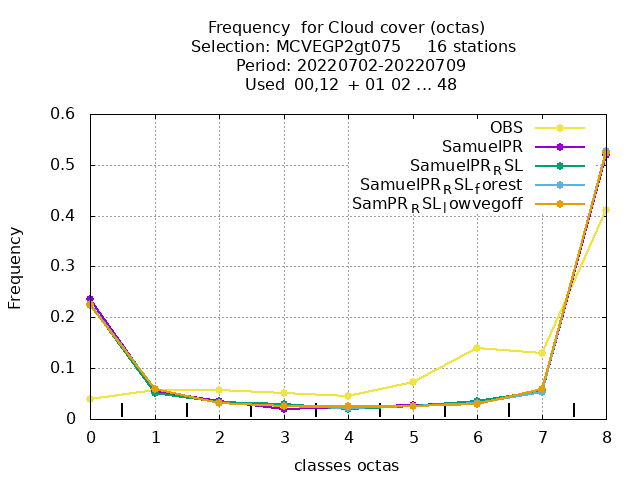 Frequency for Cloud cover (octas)
Selection: MCVEGP2gt075 16 stations
Period: 20220702-20220709
Used 00,12 + 01 02 ... 48
0.6
0.5
0.4
0.3
0.2
0.1
0
Frequency
OBS
SamuelPR
SamuelPR_RSL
SamuelPR_RSL_forest
SamPR_RSL_lowvegoff
0 1 2 3 4 5 6 7 8
classes octas